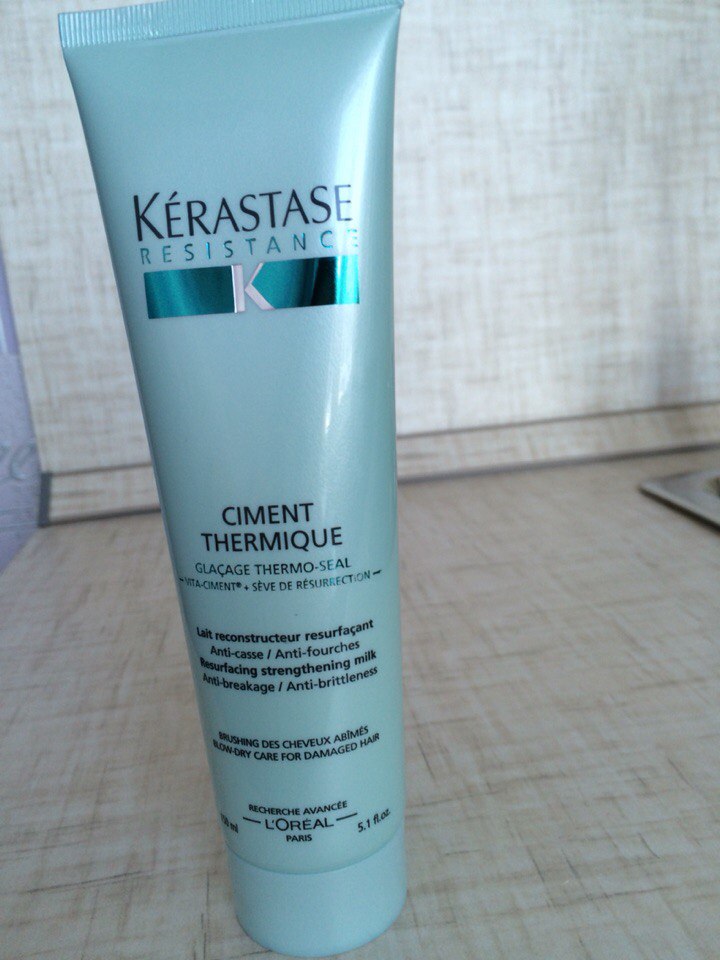 KÉRASTASE
RESISTANCE
K
CIMENT
THERMIQUE
GLAÇAGE THERMO-SEAL
VITA-CIMENT® + SÈVE DE RÉSURRECTION
Lait reconstructeur resurfaçant
Anti-casse / Anti-fourches
Resurfacing strengthening milk
Anti-breakage / Anti-brittleness
BRUSHING DES CHEVEUX ABÎMÉS
BLOW-DRY CARE FOR DAMAGED HAIR
RECHERCHE AVANCÉE
L'ORÉAL
PARIS
ml 5.1 fl.oz.